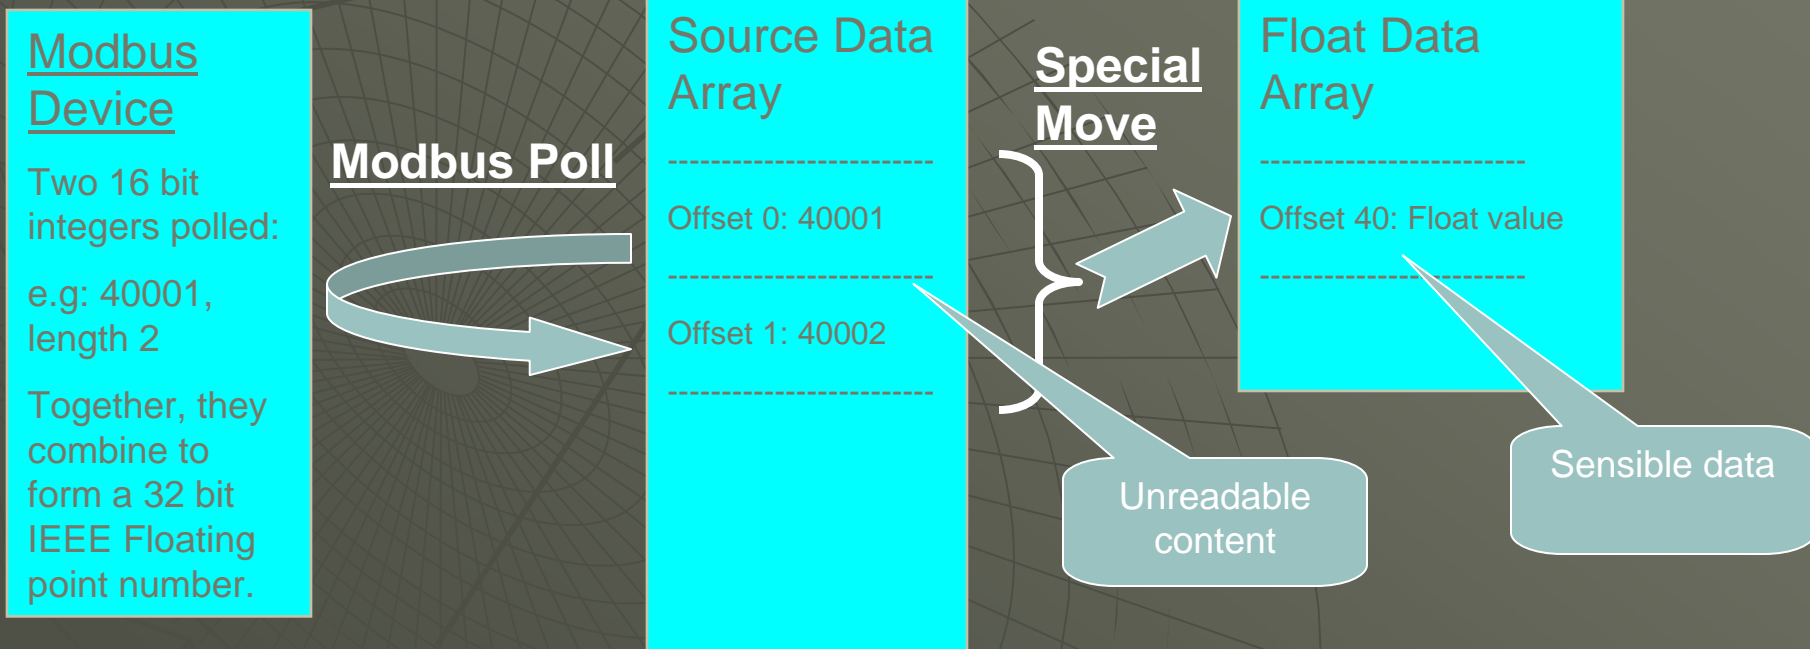 Modbus
Device
Two 16 bit
integers polled:
e.g: 40001,
length 2
Together, they
combine to
form a 32 bit
IEEE Floating
point number.
Modbus Poll
Source Data
Array
-------------------------
Offset 0: 40001
-------------------------
Offset 1: 40002
-------------------------
Special
Move
Unreadable
content
Float Data
Array
-------------------------
Offset 40: Float value
-------------------------
Sensible data